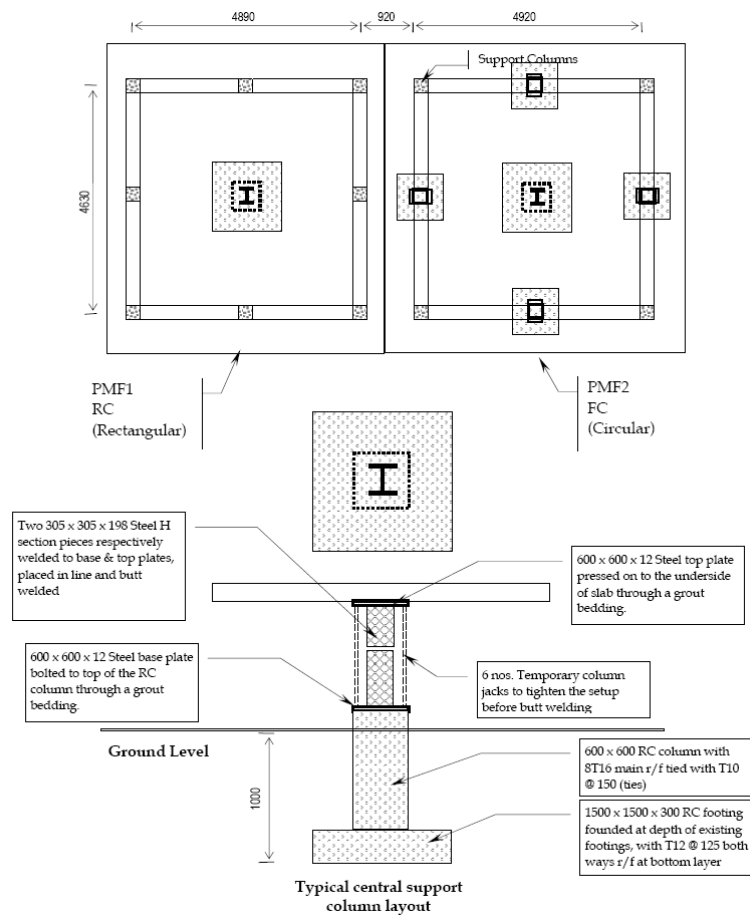 4890
920
4920
Support Columns
4630
PMF1
RC
(Rectangular)
PMF2
FC
(Circular)
Two 305 x 305 x 198 Steel H
section pieces respectively
welded to base & top plates,
placed in line and butt
welded
600 x 600 x 12 Steel top plate
pressed on to the underside
of slab through a grout
bedding.
600 x 600 x 12 Steel base plate
bolted to top of the RC
column through a grout
bedding.
6 nos. Temporary column
jacks to tighten the setup
before butt welding
Ground Level
1000
600 x 600 RC column with
8T16 main r/f tied with T10
@ 150 (ties)
1500 x 1500 x 300 RC footing
founded at depth of existing
footings, with T12 @ 125 both
ways r/f at bottom layer
Typical central support
column layout